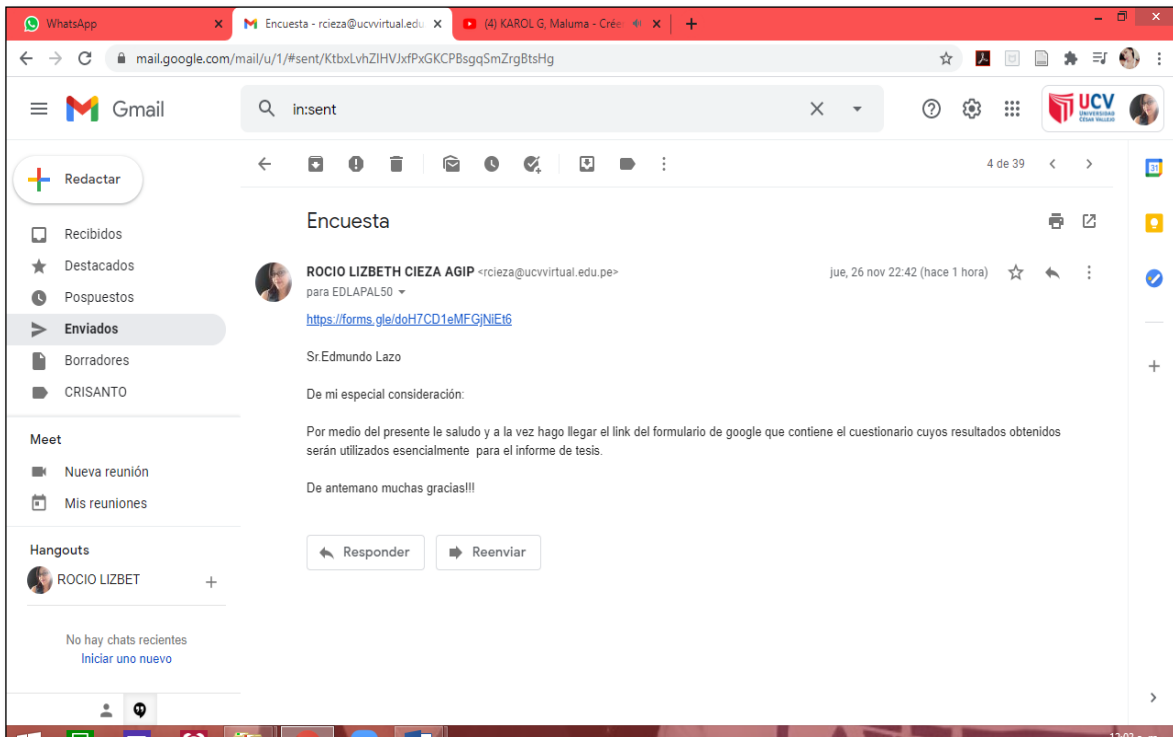 WhatsApp
Encuesta - rcieza@ucvvirtual.edu
(4) KAROL G, Maluma - Crée
mail.google.com/mail/u/1/#sent/KtbxLvhZlHVJxfPxGKCPBsgqSmZrgBtsHg
Gmail
in:sent
UCV
UNIVERSIDAD
CÉSAR VALLEJO
Redactar
4 de 39
31
Encuesta
Recibidos
Destacados
Pospuestos
Enviados
Borradores
CRISANTO
ROCIO LIZBETH CIEZA AGIP <rcieza@ucvvirtual.edu.pe>
jue, 26 nov 22:42 (hace 1 hora)
para EDLAPAL50
https://forms.gle/doH7CD1eMFGjNiEt6
Sr.Edmundo Lazo
De mi especial consideración:
Por medio del presente le saludo y a la vez hago llegar el link del formulario de google que contiene el cuestionario cuyos resultados obtenidos
serán utilizados esencialmente para el informe de tesis.
De antemano muchas gracias!!!
Responder
Reenviar
Meet
Nueva reunión
Mis reuniones
Hangouts
ROCIO LIZBET
No hay chats recientes
Iniciar uno nuevo